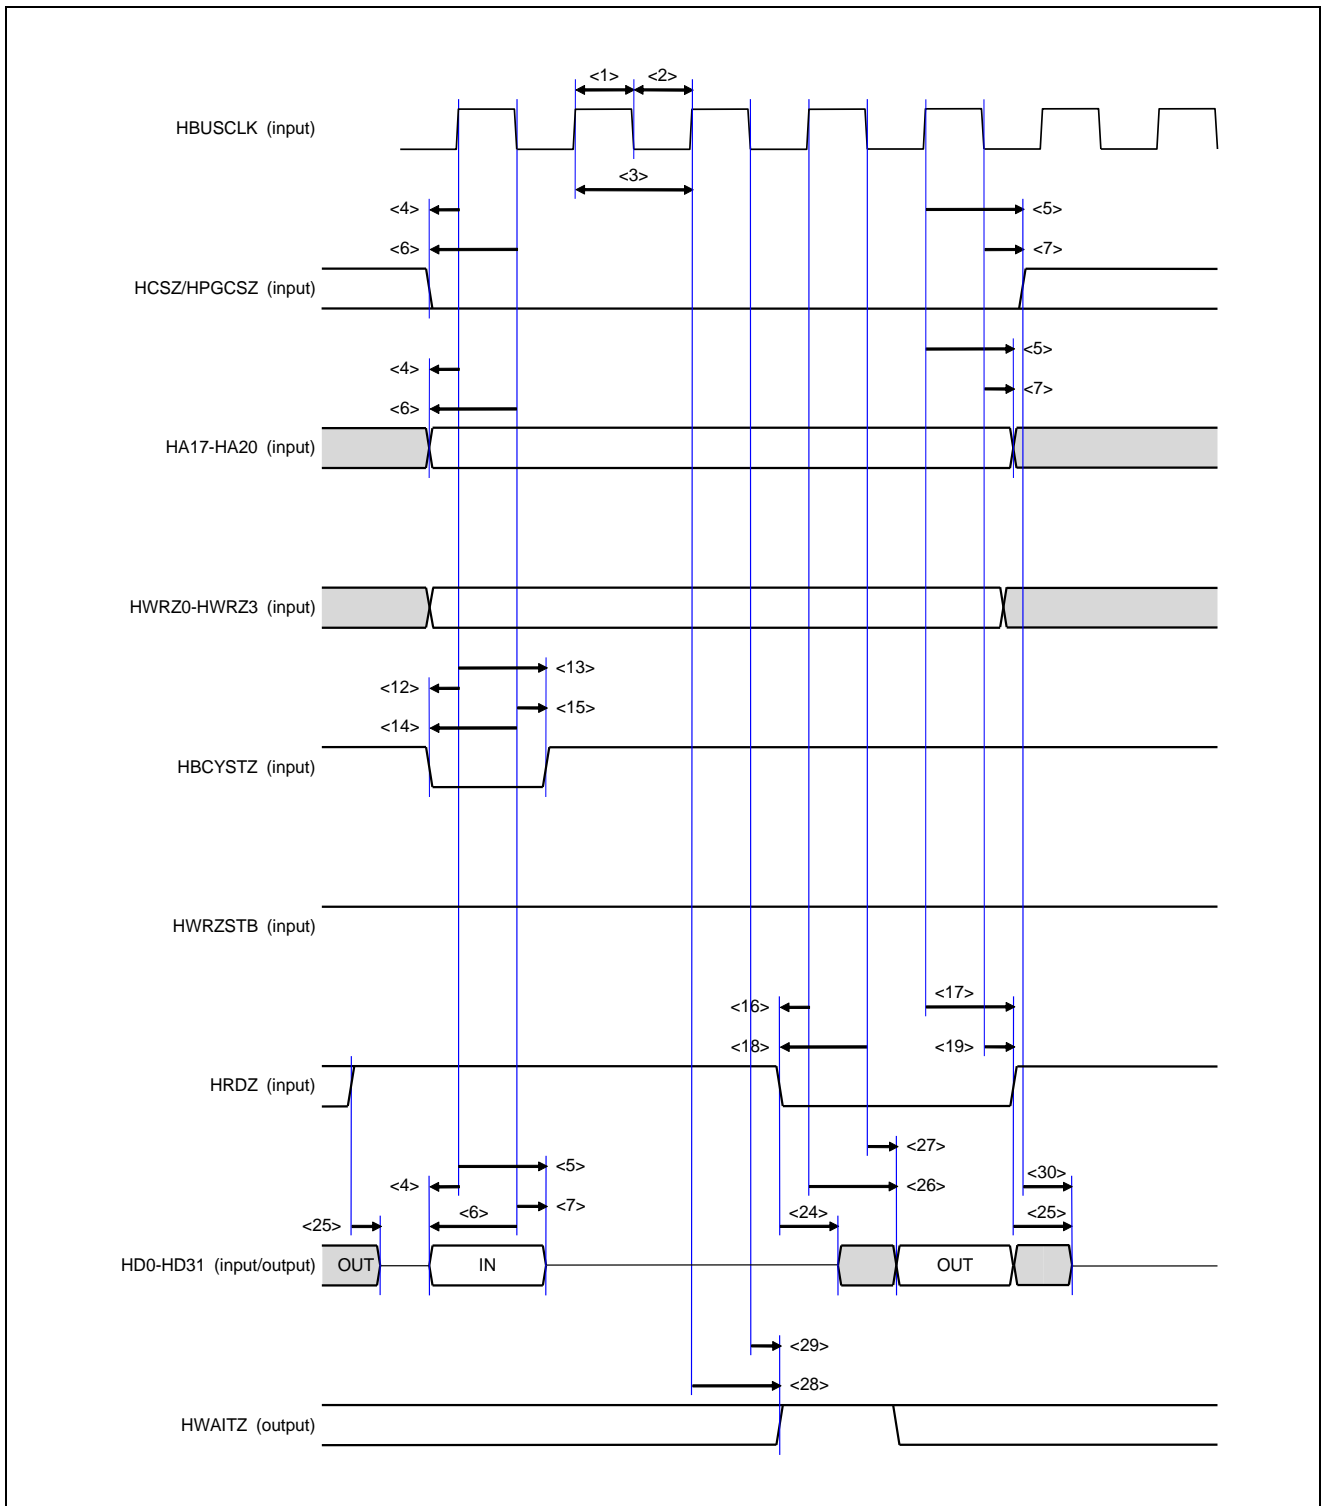 <1> <2>
HBUSCLK (input)
<3>
<4> <5>
<6> <7>
HCSZ/HPGCSZ (input)
<5>
<4>
<7>
<6>
HA17-HA20 (input)
HWRZ0-HWRZ3 (input)
<13>
<12>
<15>
<14>
HBCYSTZ (input)
HWRZSTB (input)
<16> <17>
<18> <19>
HRDZ (input)
<27>
<5> <30>
<4> <26>
<7>
<25> <6> <24> <25>
HD0-HD31 (input/output) OUT IN OUT
<29>
<28>
HWAITZ (output)